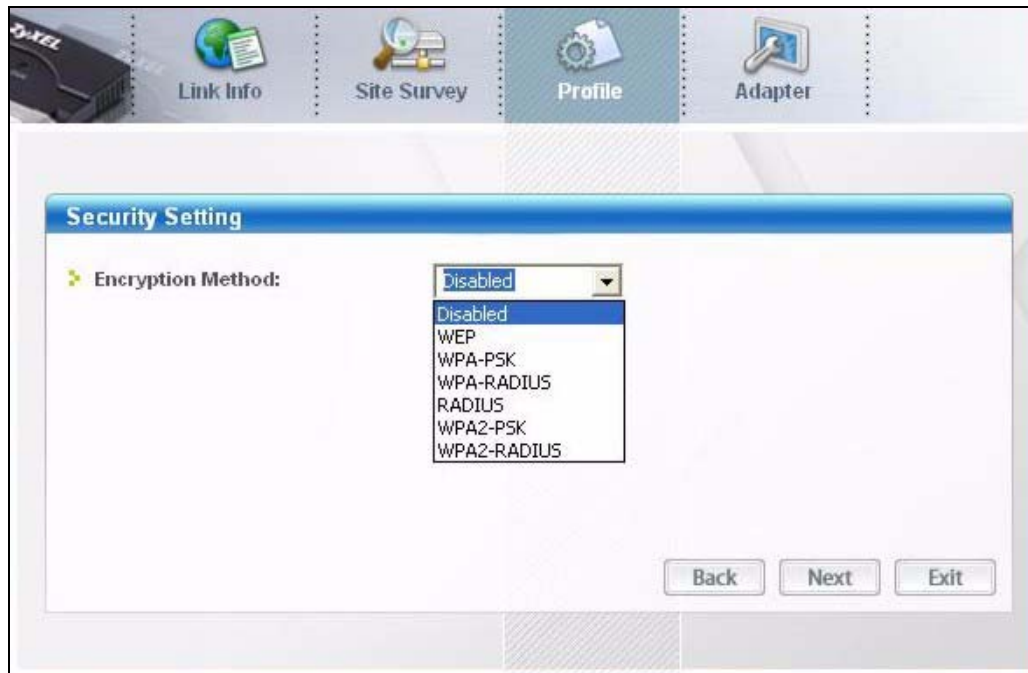 ZyXEL
Link Info
Site Survey
Profile
Adapter
Security Setting
Encryption Method:
Disabled
Disabled
WEP
WPA-PSK
WPA-RADIUS
RADIUS
WPA2-PSK
WPA2-RADIUS
Back
Next
Exit